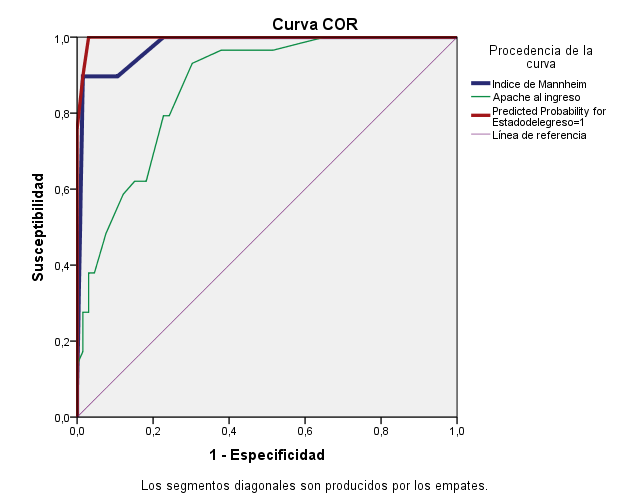 Curva COR
Susceptibilidad
1,0
0,8
0,6
0,4
0,2
0,0
0,0
0,2
0,4
0,6
0,8
1,0
1 - Especificidad
Procedencia de la
curva
Indice de Mannheim
Apache al ingreso
Predicted Probability for
Estadodelegreso=1
Línea de referencia
Los segmentos diagonales son producidos por los empates.